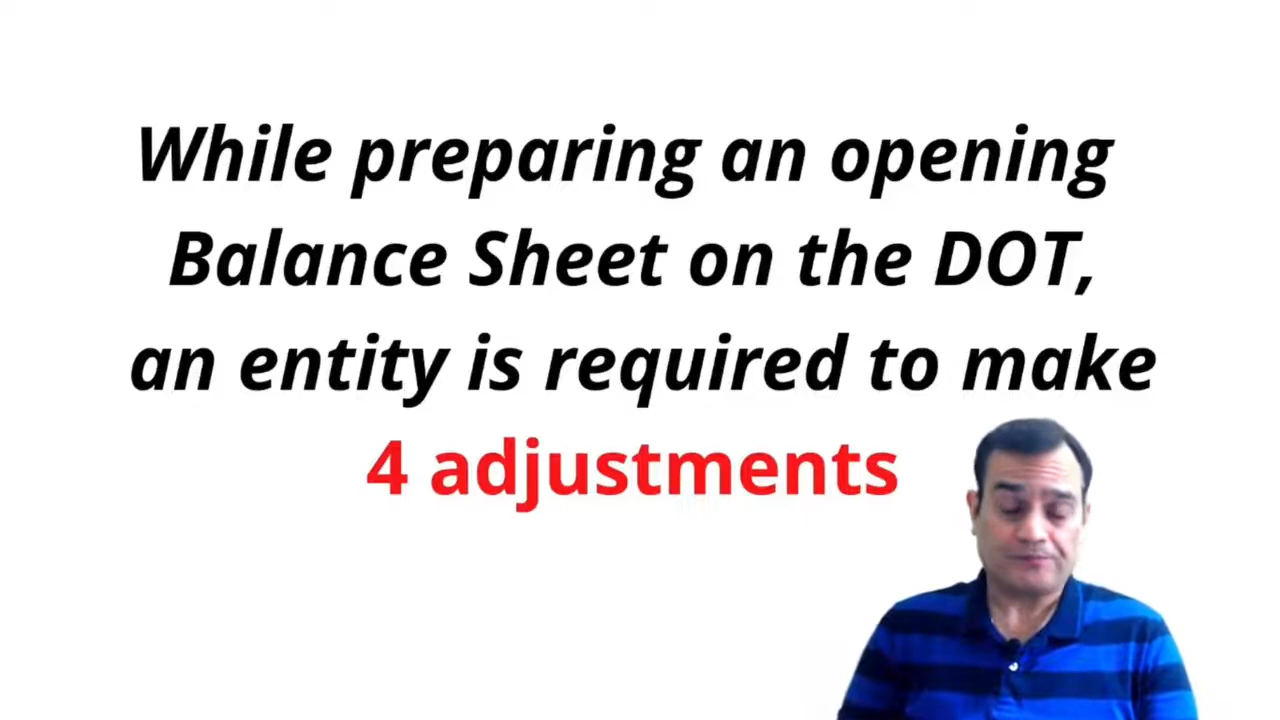 While preparing an opening
Balance Sheet on the DOT,
an entity is required to make
4 adjustments